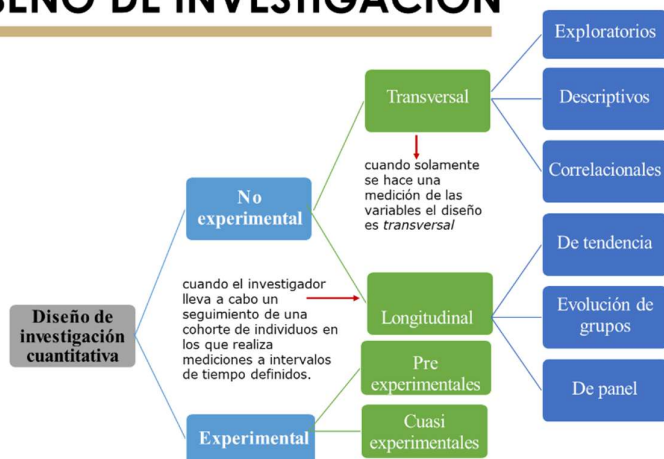 DE INVESTIGACIÓN
Exploratorios
Transversal
Descriptivos
cuando solamente
se hace una
medición de las
variables el diseño
es transversal
Correlacionales
No
experimental
De tendencia
cuando el investigador
lleva a cabo un
seguimiento de una
cohorte de individuos en
los que realiza
mediciones a intervalos
de tiempo definidos.
Longitudinal
Evolución de
grupos
Diseño de
investigación
cuantitativa
Pre
experimentales
De panel
Experimental
Cuasi
experimentales